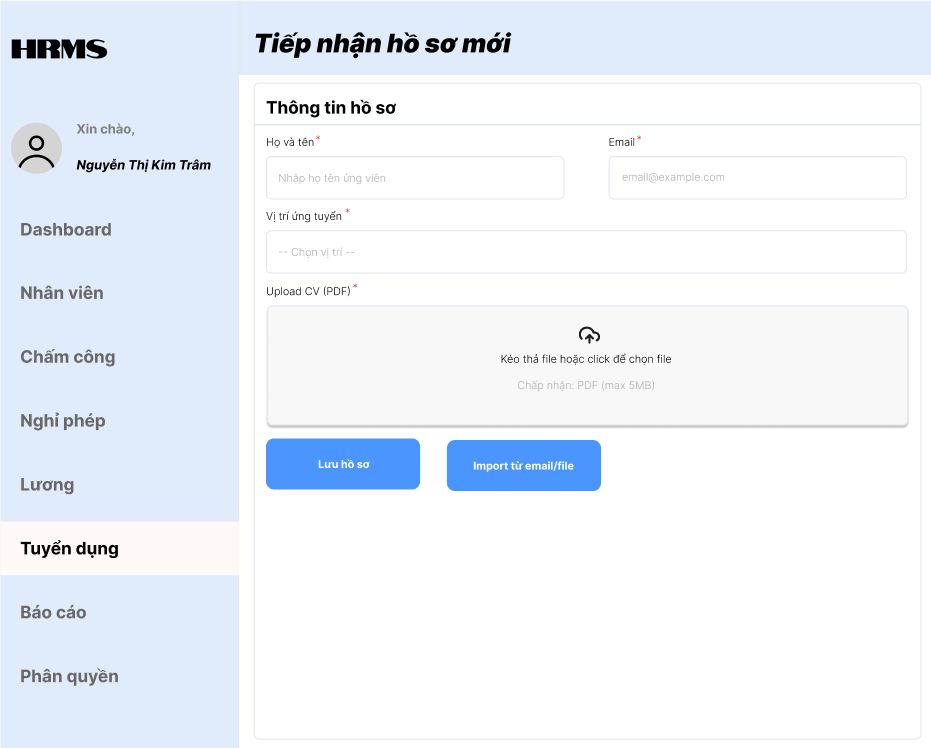 HRMS
Xin chào,
Nguyễn Thị Kim Trâm
Dashboard
Nhân viên
Chấm công
Nghỉ phép
Lương
Tuyển dụng
Báo cáo
Phân quyền
Tiếp nhận hồ sơ mới
Thông tin hồ sơ
Họ và tên*
Nhập họ tên ứng viên
Email*
email@example.com
Vị trí ứng tuyển *
-- Chọn vị trí --
Upload CV (PDF)*
Kéo thả file hoặc click để chọn file
Chấp nhận: PDF (max 5MB)
Lưu hồ sơ
Import từ email/file